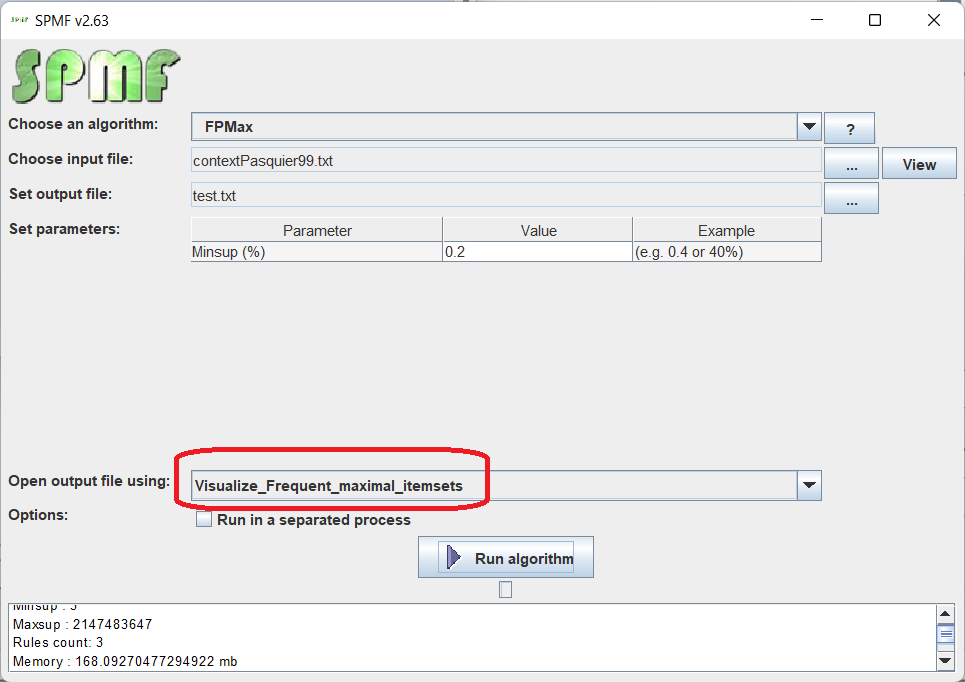 SPMF SPMF v2.63
SPMF
Choose an algorithm: FPMax ?
Choose input file: contextPasquier99.txt ... View
Set output file: test.txt ...
Set parameters: Parameter Value Example
Minsup (%) 0.2 (e.g. 0.4 or 40%)
Open output file using: Visualize_Frequent_maximal_itemsets
Options: Run in a separated process
Run algorithm
Maxsup : 2147483647
Rules count: 3
Memory : 168.09270477294922 mb